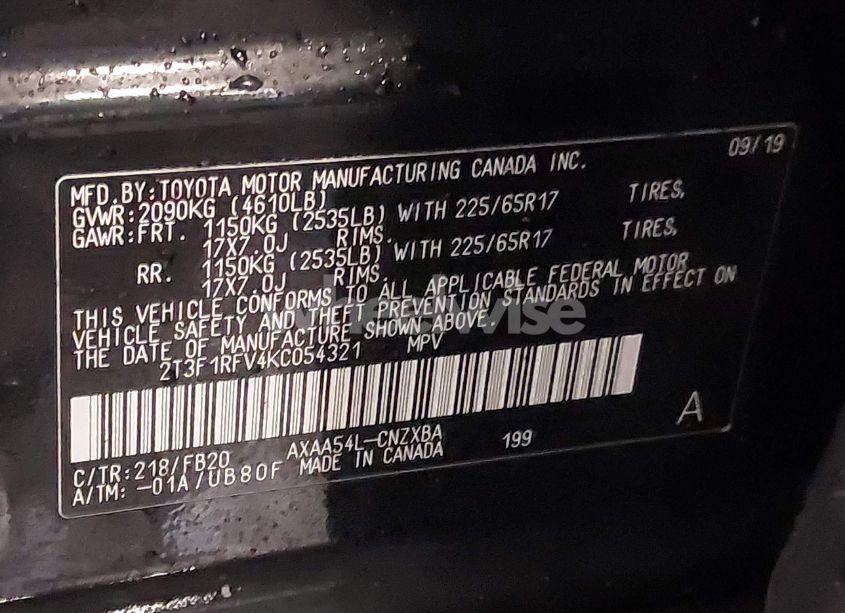 09/19
MFD.BY:TOYOTA MOTOR MANUFACTURING CANADA INC.
GVWR:2090KG (4610LB)
GAWR:FRT. 1150KG (2535LB) WITH 225/65R17 TIRES,
17X7.0J RIMS.
RR. 1150KG (2535LB) WITH 225/65R17 TIRES,
17X7.0J RIMS.
THIS VEHICLE CONFORMS TO ALL APPLICABLE FEDERAL MOTOR
VEHICLE SAFETY AND THEFT PREVENTION STANDARDS IN EFFECT ON
THE DATE OF MANUFACTURE SHOWN ABOVE.
2T3F1RFV4KC054321 MPV
A
C/TR:218/FB20 AXAA54L-CNZXBA 199
A/TM: -01A/UB80F MADE IN CANADA
wheelwise